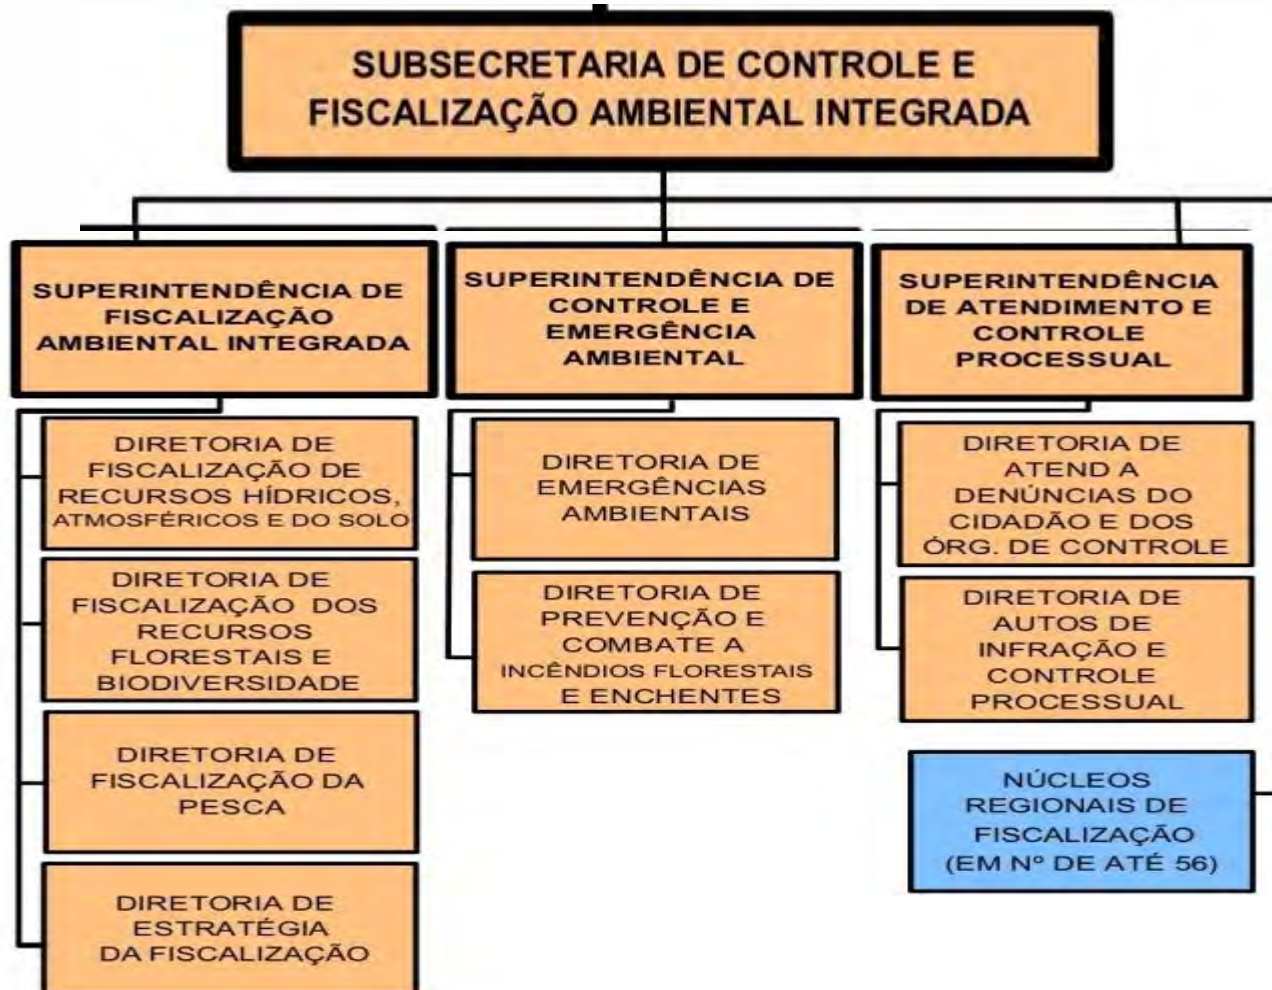 SUBSECRETARIA DE CONTROLE E
FISCALIZAÇÃO AMBIENTAL INTEGRADA
SUPERINTENDÊNCIA DE
FISCALIZAÇÃO
AMBIENTAL INTEGRADA
DIRETORIA DE
FISCALIZAÇÃO DE
RECURSOS HÍDRICOS,
ATMOSFÉRICOS E DO SOLO
DIRETORIA DE
FISCALIZAÇÃO DOS
RECURSOS
FLORESTAIS E
BIODIVERSIDADE
DIRETORIA DE
FISCALIZAÇÃO DA
PESCA
DIRETORIA DE
ESTRATÉGIA
DA FISCALIZAÇÃO
SUPERINTENDÊNCIA DE
CONTROLE E
EMERGÊNCIA
AMBIENTAL
DIRETORIA DE
EMERGÊNCIAS
AMBIENTAIS
DIRETORIA DE
PREVENÇÃO E
COMBATE A
INCÊNDIOS FLORESTAIS
E ENCHENTES
SUPERINTENDÊNCIA
DE ATENDIMENTO E
CONTROLE
PROCESSUAL
DIRETORIA DE
ATEND A
DENÚNCIAS DO
CIDADÃO E DOS
ÓRG. DE CONTROLE
DIRETORIA DE
AUTOS DE
INFRAÇÃO E
CONTROLE
PROCESSUAL
NÚCLEOS
REGIONAIS DE
FISCALIZAÇÃO
(EM Nº DE ATÉ 56)